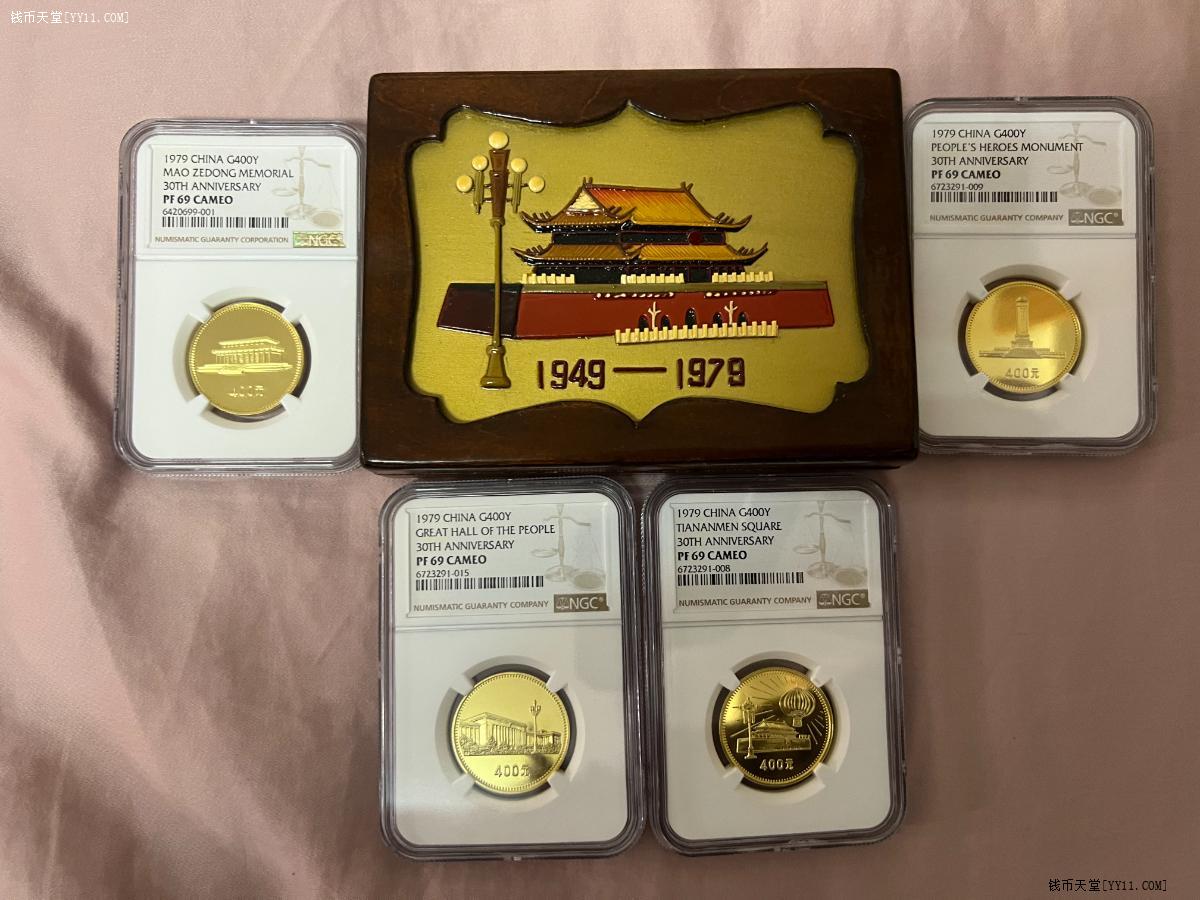 钱币天堂[YY11.COM]
1979 CHINA G400Y
MAO ZEDONG MEMORIAL
30TH ANNIVERSARY
PF 69 CAMEO
6420699-001
NUMISMATIC GUARANTY CORPORATION
NGC
400元
1949—1979
1979 CHINA G400Y
PEOPLE'S HEROES MONUMENT
30TH ANNIVERSARY
PF 69 CAMEO
6723291-009
NUMISMATIC GUARANTY COMPANY
NGC®
400元
1979 CHINA G400Y
GREAT HALL OF THE PEOPLE
30TH ANNIVERSARY
PF 69 CAMEO
6723291-015
NUMISMATIC GUARANTY COMPANY
NGC®
400元
1979 CHINA G400Y
TIANANMEN SQUARE
30TH ANNIVERSARY
PF 69 CAMEO
6723291-008
NUMISMATIC GUARANTY COMPANY
NGC®
400元
钱币天堂[YY11.COM]